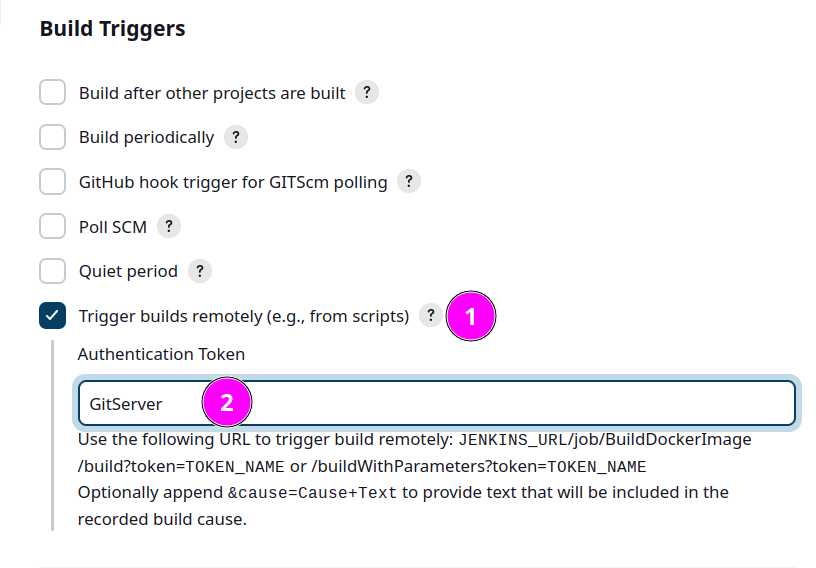 Build Triggers
Build after other projects are built ?
Build periodically ?
GitHub hook trigger for GITScm polling ?
Poll SCM ?
Quiet period ?
Trigger builds remotely (e.g., from scripts) ? 1
Authentication Token
GitServer 2
Use the following URL to trigger build remotely: JENKINS_URL/job/BuildDockerImage
/build?token=TOKEN_NAME or /buildWithParameters?token=TOKEN_NAME
Optionally append &cause=Cause+Text to provide text that will be included in the
recorded build cause.